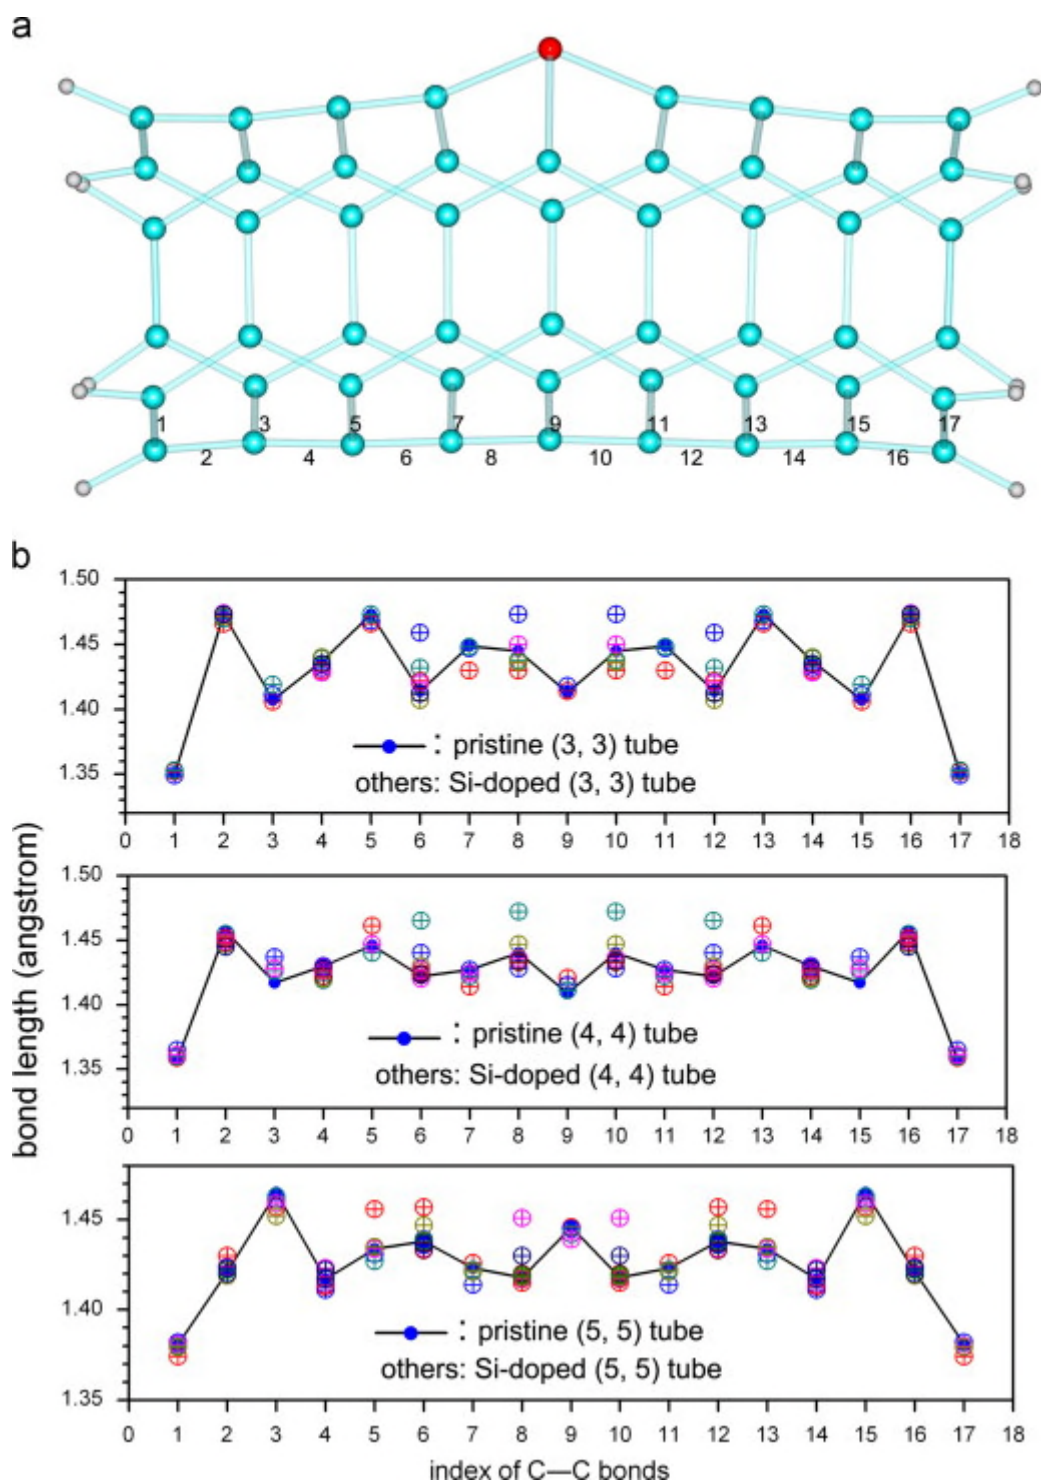 a
1 3 5 7 9 11 13 15 17
2 4 6 8 10 12 14 16
b
bond length (angstrom)
1.50
1.45
1.40
1.35
: pristine (3, 3) tube
others: Si-doped (3, 3) tube
0 1 2 3 4 5 6 7 8 9 10 11 12 13 14 15 16 17 18
1.50
1.45
1.40
1.35
: pristine (4, 4) tube
others: Si-doped (4, 4) tube
0 1 2 3 4 5 6 7 8 9 10 11 12 13 14 15 16 17 18
1.45
1.40
1.35
: pristine (5, 5) tube
others: Si-doped (5, 5) tube
0 1 2 3 4 5 6 7 8 9 10 11 12 13 14 15 16 17 18
index of C—C bonds